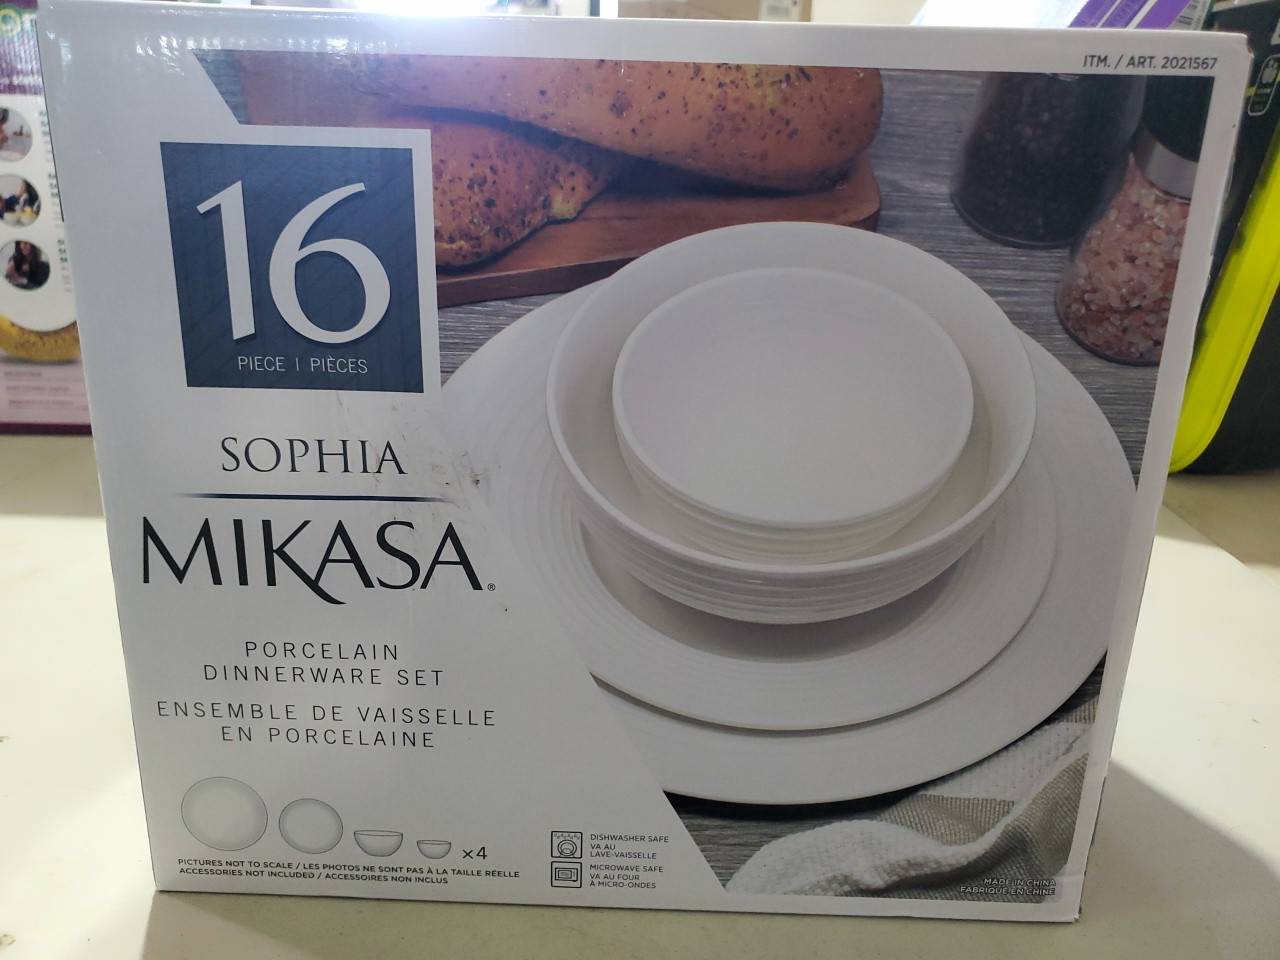 ITM. / ART. 2021567
16
PIECE | PIÈCES
SOPHIA
MIKASA®
PORCELAIN
DINNERWARE SET
ENSEMBLE DE VAISSELLE
EN PORCELAINE
x4
PICTURES NOT TO SCALE / LES PHOTOS NE SONT PAS À LA TAILLE RÉELLE
ACCESSORIES NOT INCLUDED / ACCESSOIRES NON INCLUS
DISHWASHER SAFE
VA AU
LAVE-VAISSELLE
MICROWAVE SAFE
VA AU FOUR
À MICRO-ONDES
MADE IN CHINA
FABRIQUÉ EN CHINE